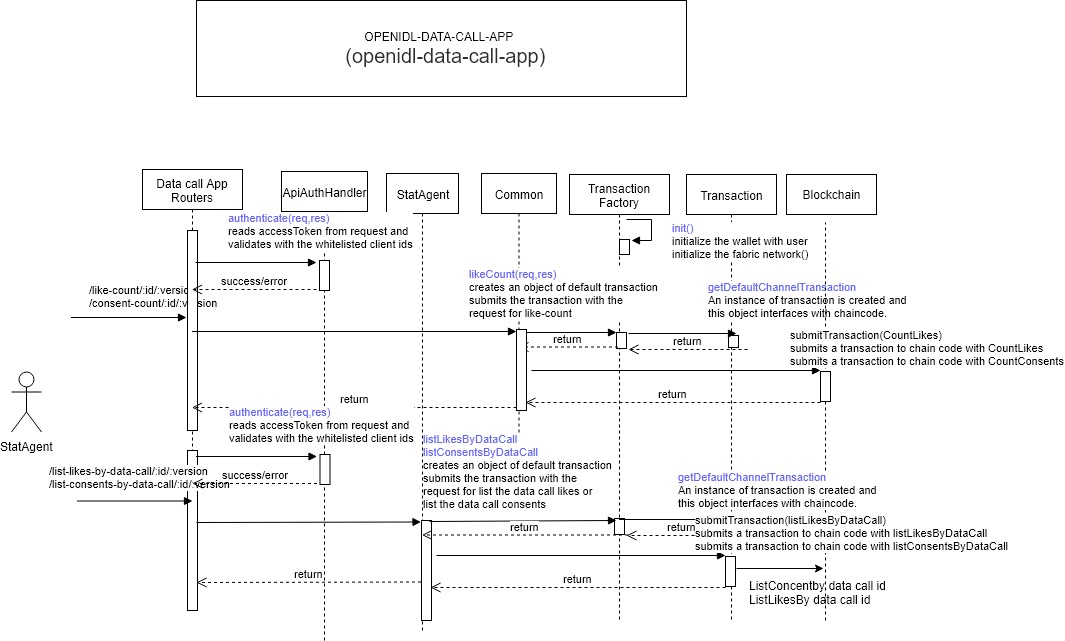 OPENIDL-DATA-CALL-APP
(openidl-data-call-app)
Data call App
Routers
ApiAuthHandler
StatAgent
Common
Transaction
Factory
Transaction
Blockchain
authenticate(req,res)
reads accessToken from request and
validates with the whitelisted client ids
init()
initialize the wallet with user
initialize the fabric network()
success/error
/like-count/:id/:version
/consent-count/:id/:version
likeCount(req,res)
creates an object of default transaction
submits the transaction with the
request for like-count
getDefaultChannelTransaction
An instance of transaction is created and
this object interfaces with chaincode.
return
return
submitTransaction(CountLikes)
submits a transaction to chain code with CountLikes
submits a transaction to chain code with CountConsents
return
return
StatAgent
authenticate(req,res)
reads accessToken from request and
validates with the whitelisted client ids
success/error
/list-likes-by-data-call/:id/:version
/list-consents-by-data-call/:id/:version
listLikesByDataCall
listConsentsByDataCall
creates an object of default transaction
submits the transaction with the
request for list the data call likes or
list the data call consents
getDefaultChannelTransaction
An instance of transaction is created and
this object interfaces with chaincode.
return
return
submitTransaction(listLikesByDataCall)
submits a transaction to chain code with listLikesByDataCall
submits a transaction to chain code with listConsentsByDataCall
return
return
ListConcentby data call id
ListLikesBy data call id